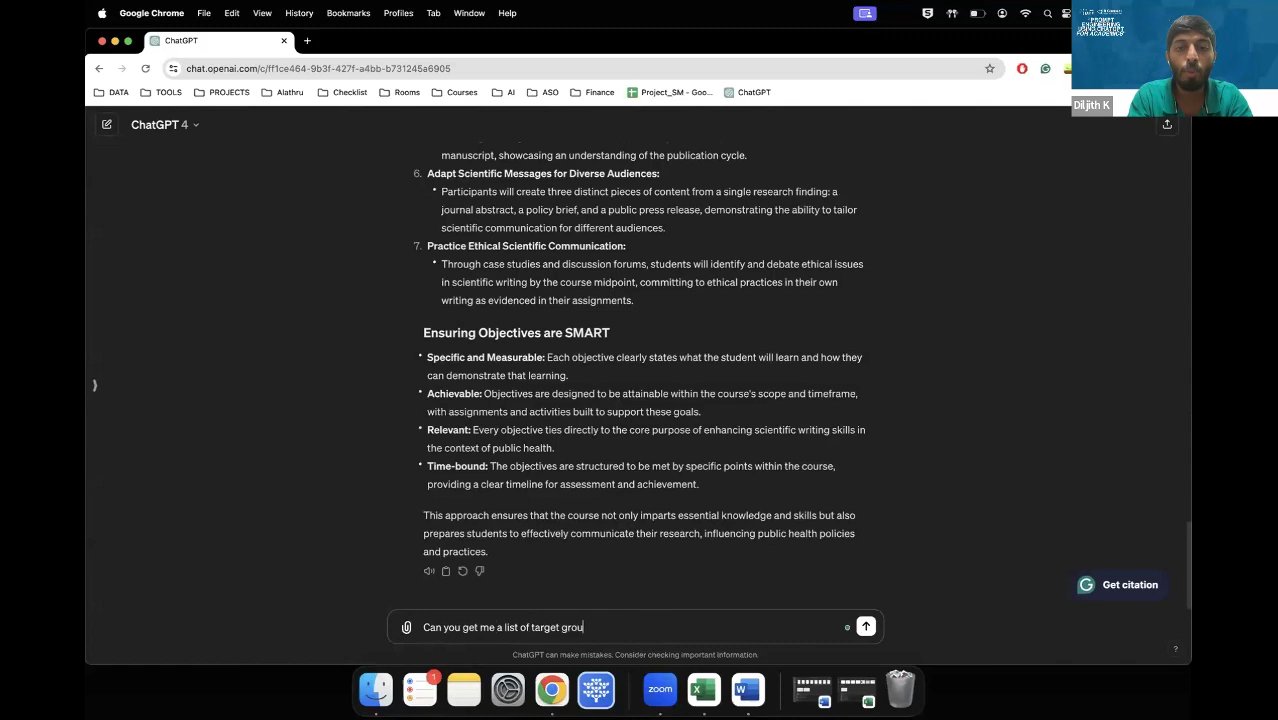 Google Chrome File Edit View History Bookmarks Profiles Tab Window Help
ChatGPT
chat.openai.com/c/ff1ce464-9b3f-427f-a4bb-b731245a6905
DATA TOOLS PROJECTS Alathru Checklist Rooms Courses AI ASO Finance Project_SM - Goo... ChatGPT
PROMPT
ENGINEERING
USING CHATGPT
FOR ACADEMICS
Diljith K
ChatGPT 4
manuscript, showcasing an understanding of the publication cycle.
6. Adapt Scientific Messages for Diverse Audiences:
• Participants will create three distinct pieces of content from a single research finding: a
journal abstract, a policy brief, and a public press release, demonstrating the ability to tailor
scientific communication for different audiences.
7. Practice Ethical Scientific Communication:
• Through case studies and discussion forums, students will identify and debate ethical issues
in scientific writing by the course midpoint, committing to ethical practices in their own
writing as evidenced in their assignments.
Ensuring Objectives are SMART
• Specific and Measurable: Each objective clearly states what the student will learn and how they
can demonstrate that learning.
• Achievable: Objectives are designed to be attainable within the course's scope and timeframe,
with assignments and activities built to support these goals.
• Relevant: Every objective ties directly to the core purpose of enhancing scientific writing skills in
the context of public health.
• Time-bound: The objectives are structured to be met by specific points within the course,
providing a clear timeline for assessment and achievement.
This approach ensures that the course not only imparts essential knowledge and skills but also
prepares students to effectively communicate their research, influencing public health policies
and practices.
Get citation
Can you get me a list of target grou
ChatGPT can make mistakes. Consider checking important information.
?
1
zoom